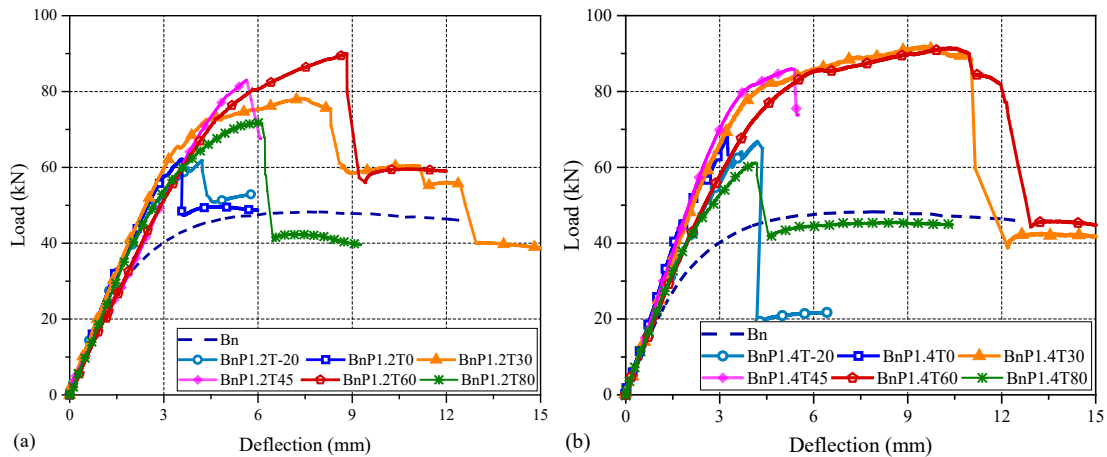 100
80
60
40
20
0
Load (kN)
0
3
6
9
12
15
Deflection (mm)
(a)
Bn
BnP1.2T-20
BnP1.2T0
BnP1.2T30
BnP1.2T45
BnP1.2T60
BnP1.2T80
100
80
60
40
20
0
Load (kN)
0
3
6
9
12
15
Deflection (mm)
(b)
Bn
BnP1.4T-20
BnP1.4T0
BnP1.4T30
BnP1.4T45
BnP1.4T60
BnP1.4T80